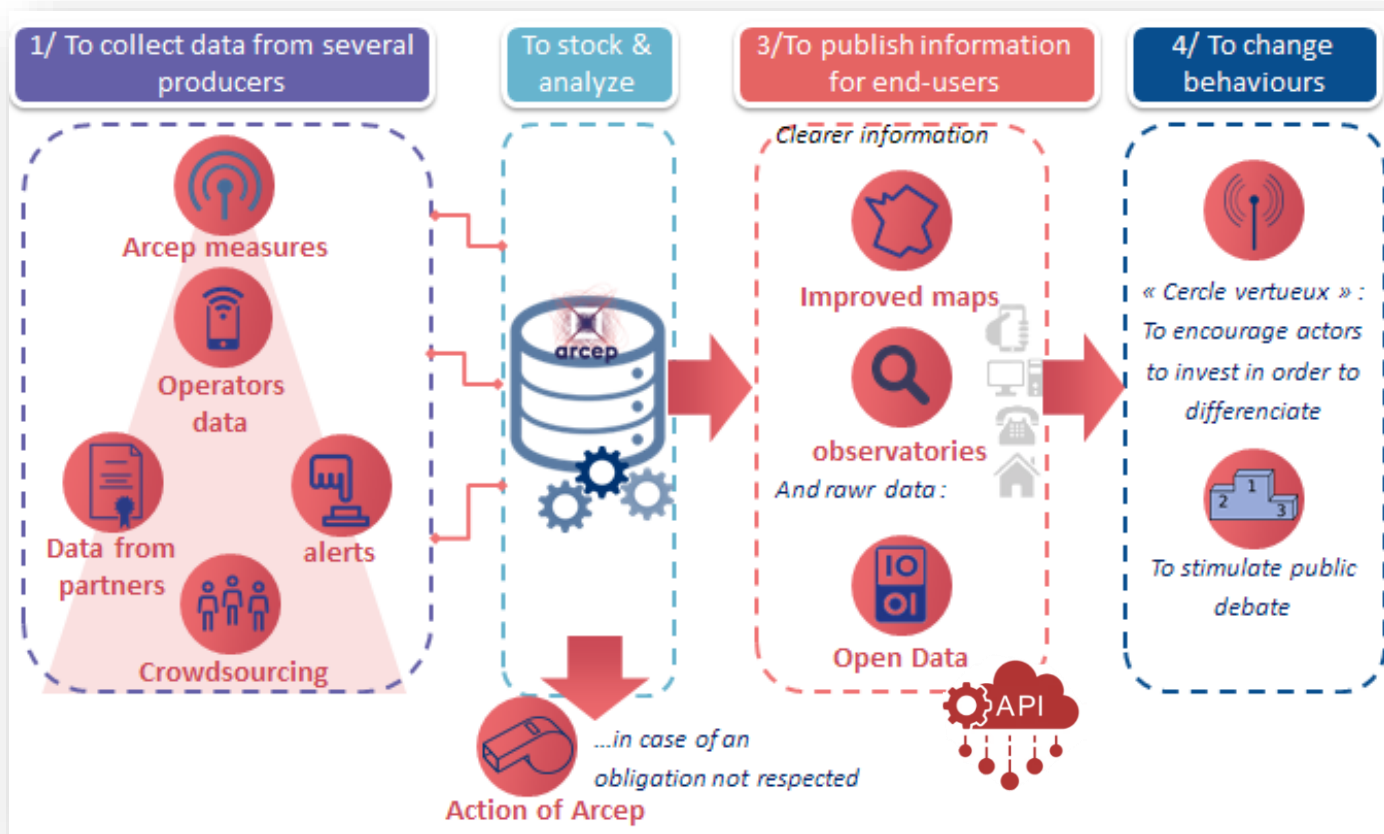 1/ To collect data from several
producers
To stock &
analyze
3/To publish information
for end-users
4/ To change
behaviours
Arcep measures
Operators
data
Data from
partners
alerts
Crowdsourcing
arcep
Action of Arcep
...in case of an
obligation not respected
Clearer information
Improved maps
observatories
And rawr data :
IO
OI
Open Data
API
« Cercle vertueux » :
To encourage actors
to invest in order to
differenciate
1
2
3
To stimulate public
debate